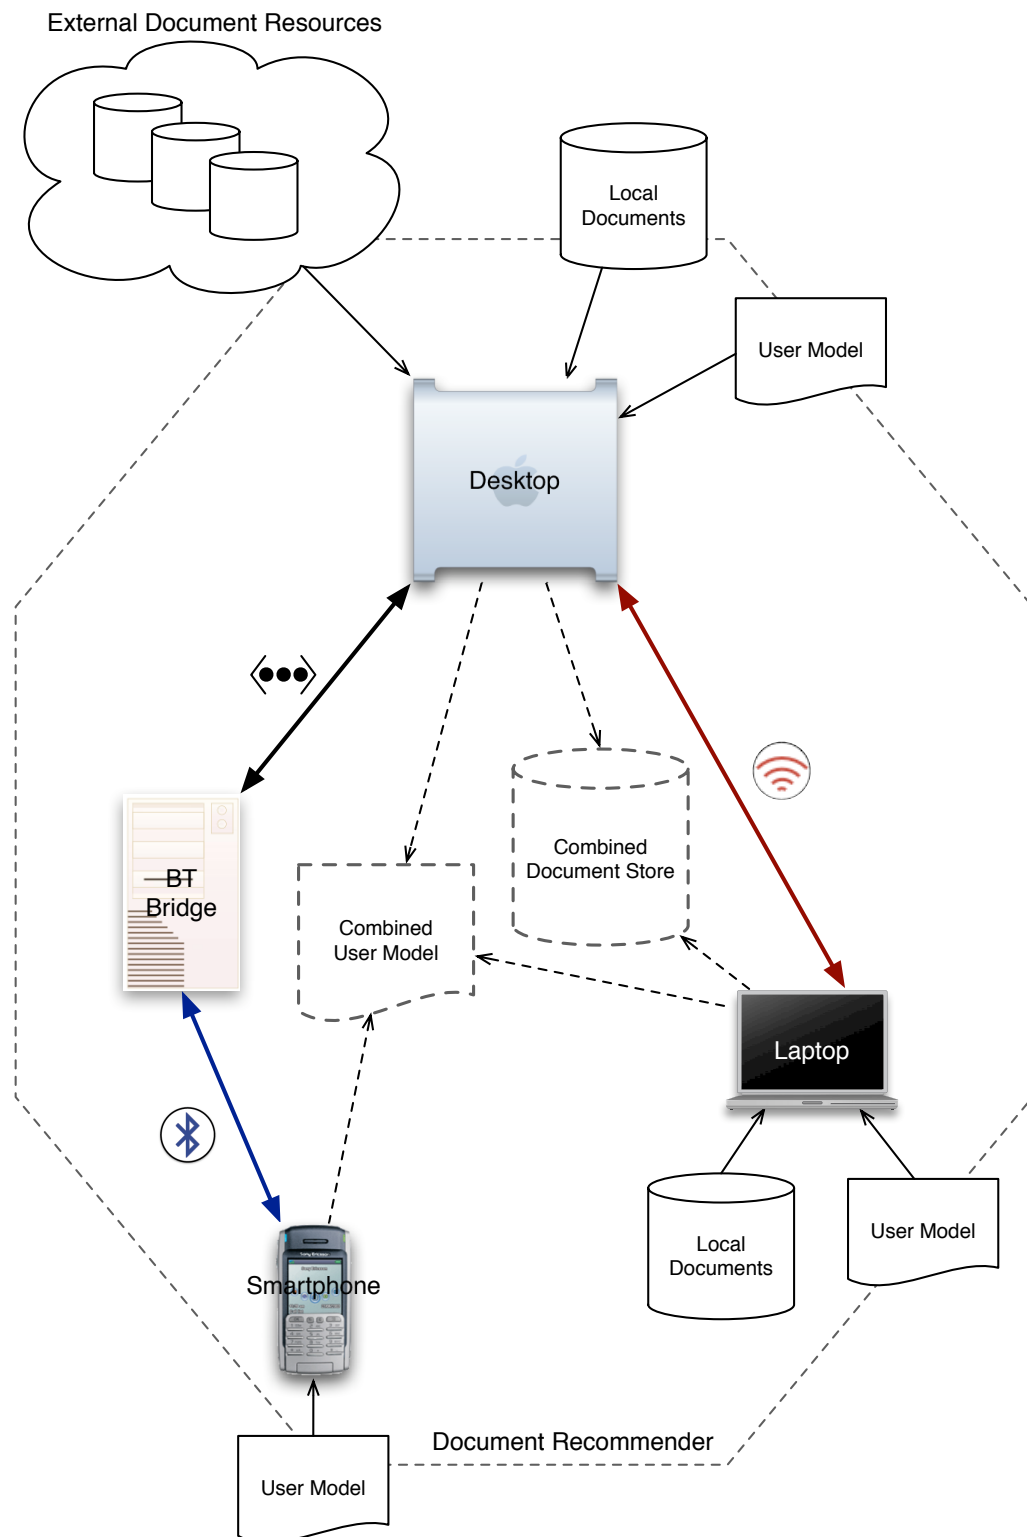 External Document Resources
Local
Documents
User Model
Desktop
Combined
Document Store
BT
Bridge
Combined
User Model
Laptop
Local
Documents
User Model
Smartphone
Document Recommender
User Model